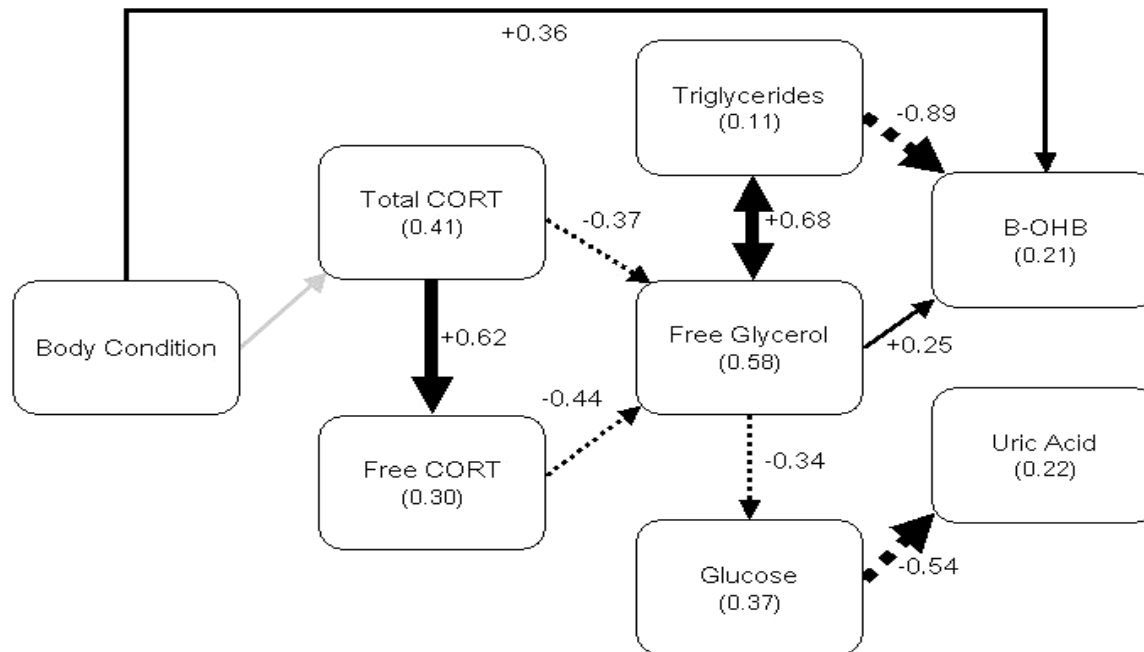 +0.36
Triglycerides
(0.11)
-0.89
Total CORT
(0.41)
-0.37
+0.68
B-OHB
(0.21)
Body Condition
+0.62
Free Glycerol
(0.58)
+0.25
-0.44
Free CORT
(0.30)
-0.34
Uric Acid
(0.22)
Glucose
(0.37)
-0.54